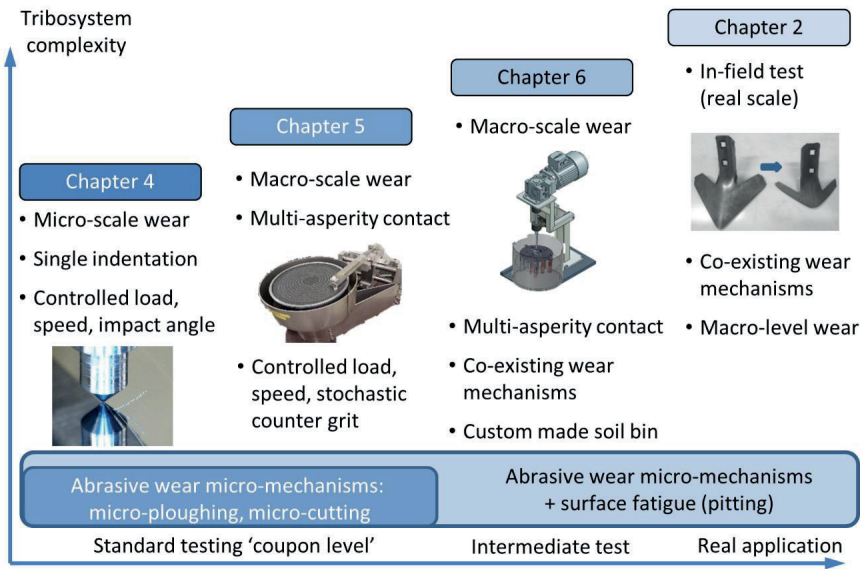 Tribosystem
complexity
Chapter 4
• Micro-scale wear
• Single indentation
• Controlled load,
speed, impact angle
Chapter 5
• Macro-scale wear
• Multi-asperity contact
• Controlled load,
speed, stochastic
counter grit
Chapter 6
• Macro-scale wear
• Multi-asperity contact
• Co-existing wear
mechanisms
• Custom made soil bin
Chapter 2
• In-field test
(real scale)
• Co-existing wear
mechanisms
• Macro-level wear
Abrasive wear micro-mechanisms:
micro-ploughing, micro-cutting
Abrasive wear micro-mechanisms
+ surface fatigue (pitting)
Standard testing ‘coupon level’
Intermediate test
Real application